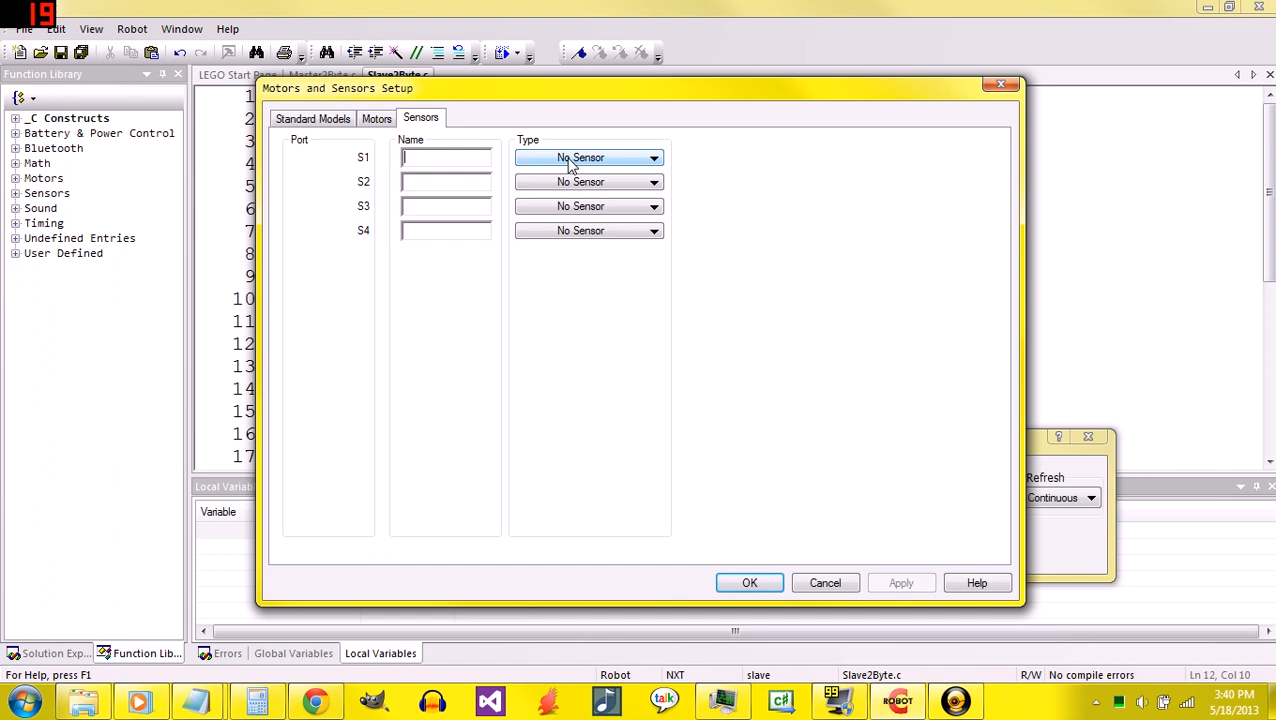 19
File Edit View Robot Window Help
Function Library
LEGO Start Page Master2Byte.c Slave2Byte.c
Motors and Sensors Setup
Standard Models Motors Sensors
Port Name Type
S1 No Sensor
S2 No Sensor
S3 No Sensor
S4 No Sensor
_C Constructs
Battery & Power Control
Bluetooth
Math
Motors
Sensors
Sound
Timing
Undefined Entries
User Defined
1
2
3
4
5
6
7
8
9
10
11
12
13
14
15
16
17
Refresh
Continuous
Local Variab
Variable
OK Cancel Apply Help
Solution Exp... Function Lib... Errors Global Variables Local Variables
For Help, press F1 Robot NXT slave Slave2Byte.c R/W No compile errors Ln 12, Col 10
talk C# 99 ROBOT
3:40 PM
5/18/2013